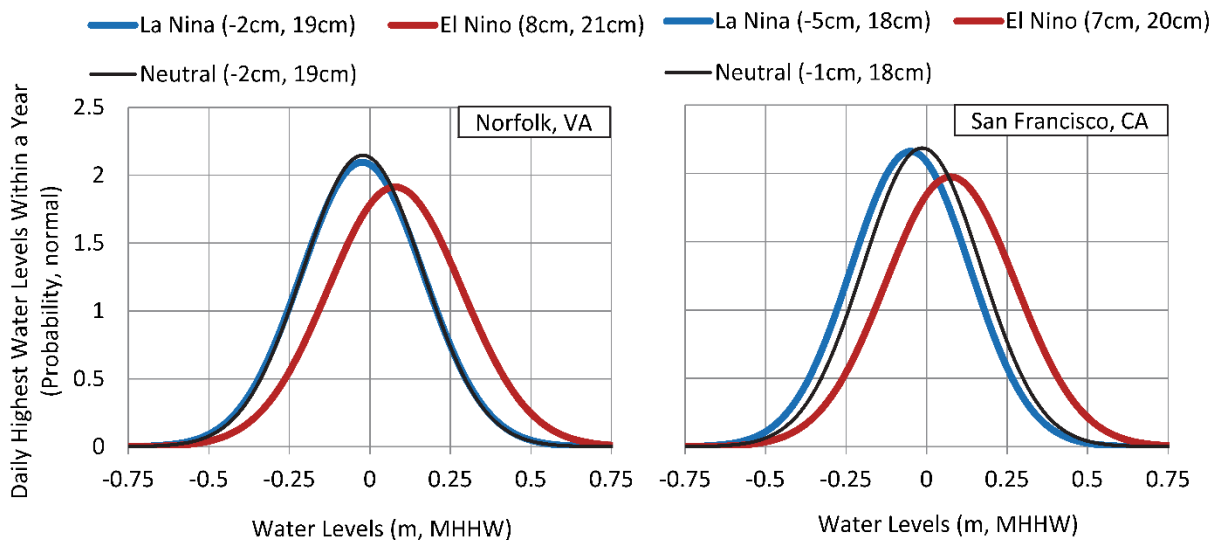 La Nina (-2cm, 19cm) El Nino (8cm, 21cm)
Neutral (-2cm, 19cm)
La Nina (-5cm, 18cm) El Nino (7cm, 20cm)
Neutral (-1cm, 18cm)
Daily Highest Water Levels Within a Year
(Probability, normal)
2.5
2
1.5
1
0.5
0
Norfolk, VA
-0.75 -0.5 -0.25 0 0.25 0.5 0.75
Water Levels (m, MHHW)
San Francisco, CA
-0.75 -0.5 -0.25 0 0.25 0.5 0.75
Water Levels (m, MHHW)